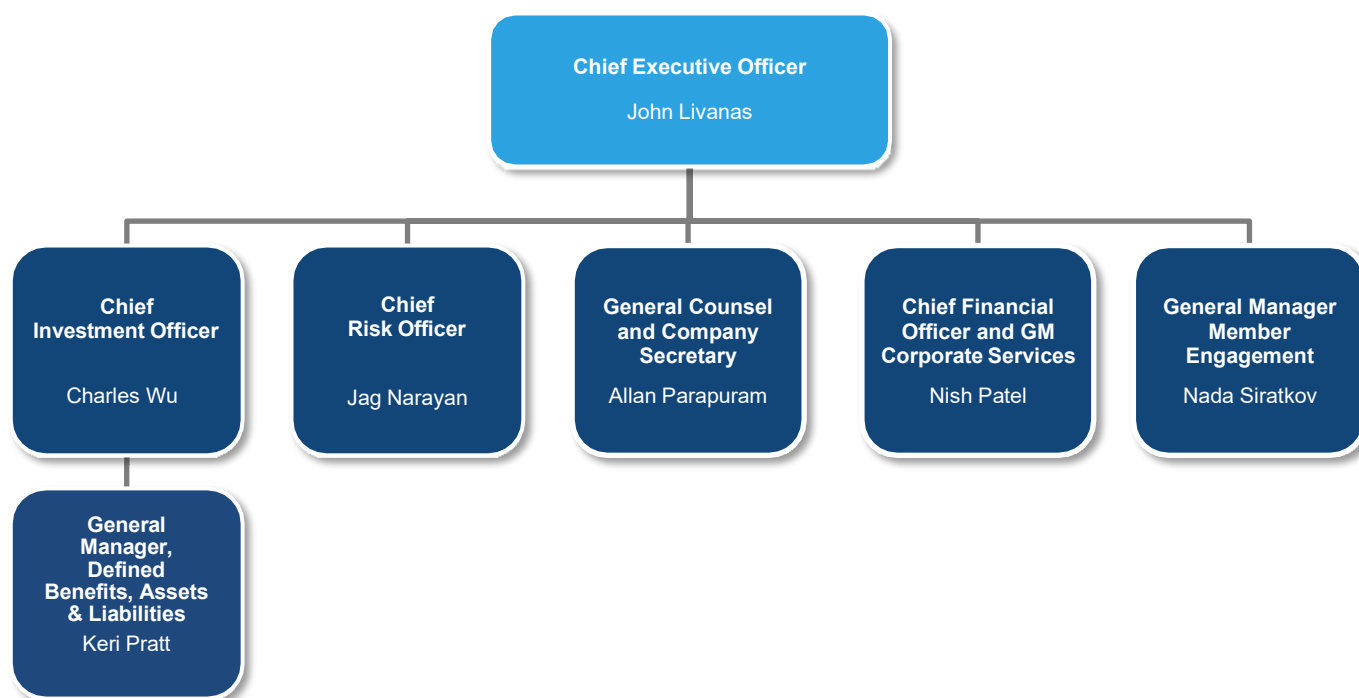 Chief Executive Officer
John Livanas
Chief
Investment Officer
Charles Wu
Chief
Risk Officer
Jag Narayan
General Counsel
and Company
Secretary
Allan Parapuram
Chief Financial
Officer and GM
Corporate Services
Nish Patel
General Manager
Member
Engagement
Nada Siratkov
General
Manager,
Defined
Benefits, Assets
& Liabilities
Keri Pratt